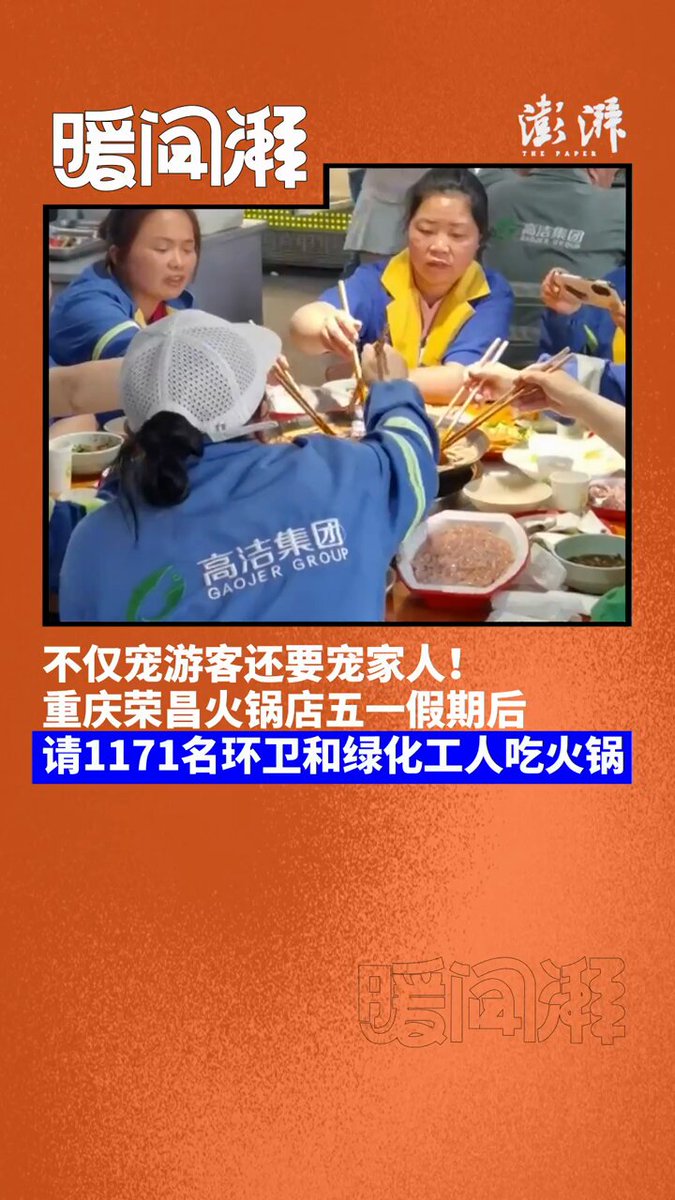 暖闻湃
澎湃
THE PAPER
高洁集团
GAOJER GROUP
高洁集团
GAOJER GROUP
不仅宠游客还要宠家人！
重庆荣昌火锅店五一假期后
请1171名环卫和绿化工人吃火锅
暖闻湃